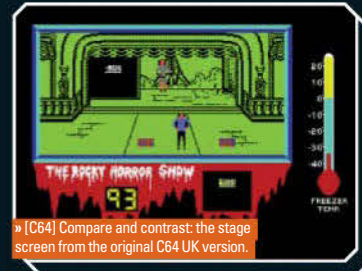 20
10
0
-10
-20
-30
-40
FREEZER
TEMP.
THE ROCKY HORROR SHOW
93
» [C64] Compare and contrast: the stage
screen from the original C64 UK version.